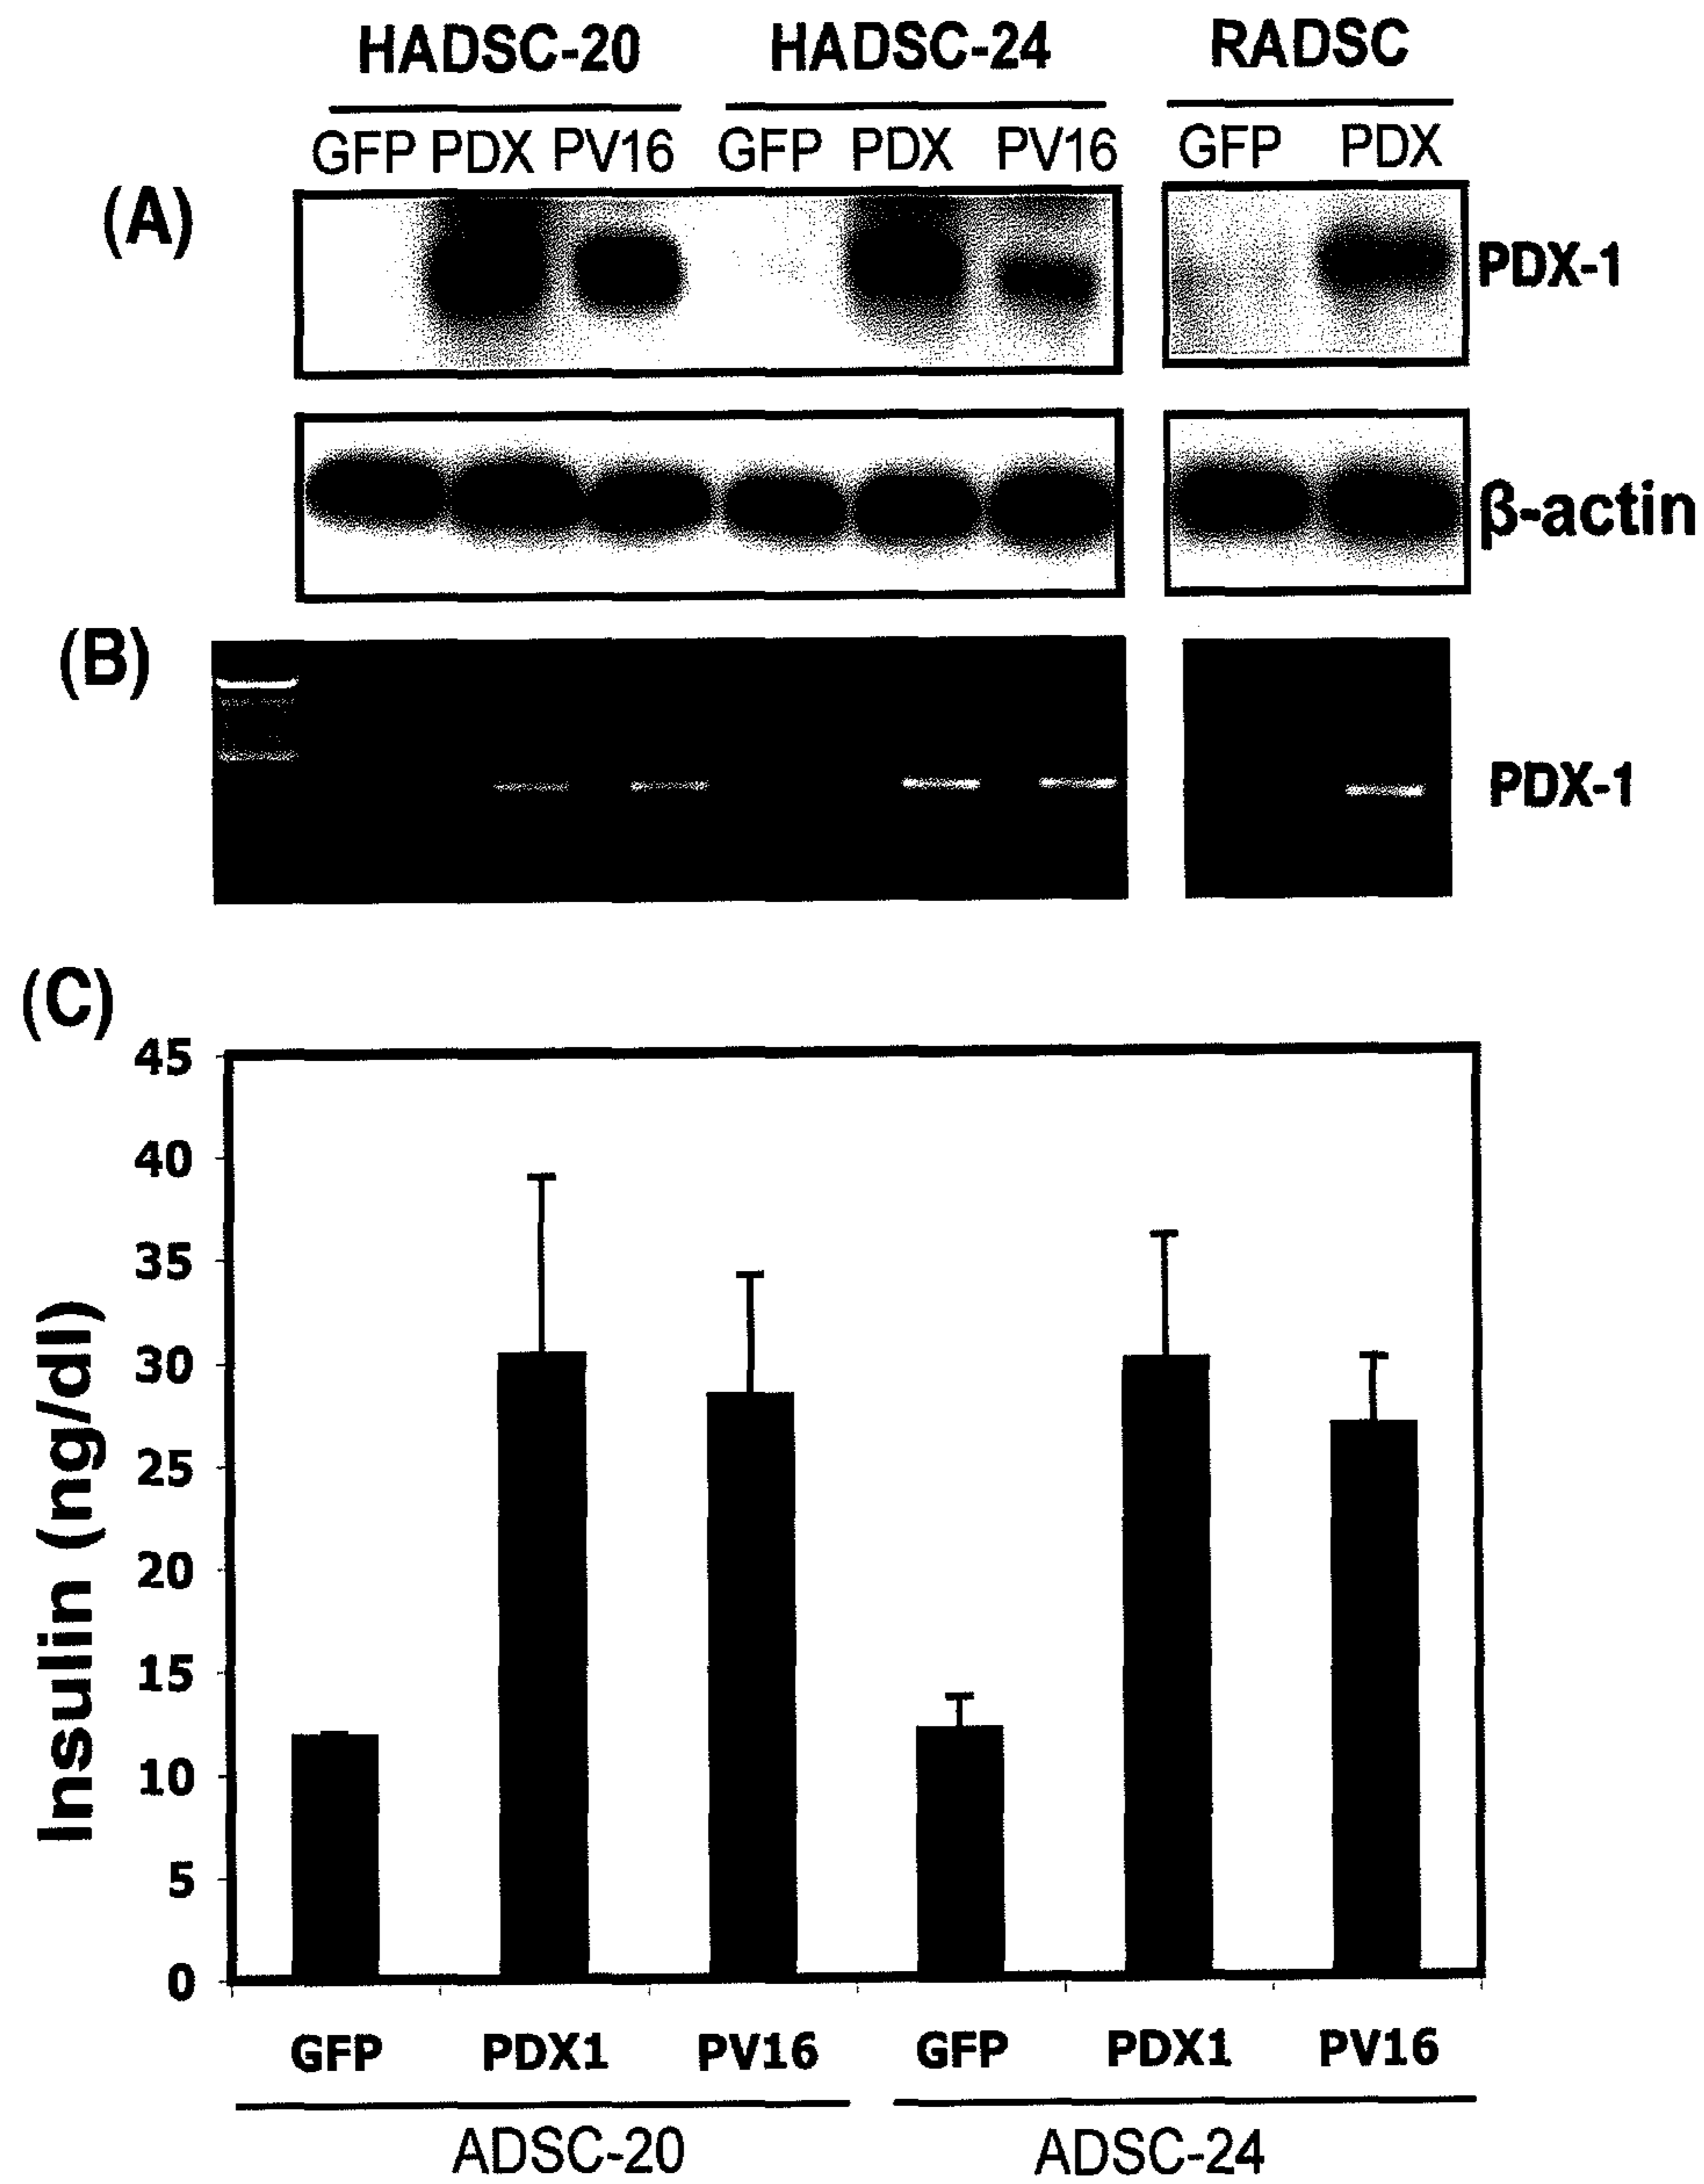 HADSC-20 HADSC-24 RADSC
GFP PDX PV16 GFP PDX PV16 GFP PDX
(A)
PDX-1
β-actin
(B)
PDX-1
(C)
Insulin (ng/dl)
45
40
35
30
25
20
15
10
5
0
GFP PDX1 PV16 GFP PDX1 PV16
ADSC-20 ADSC-24